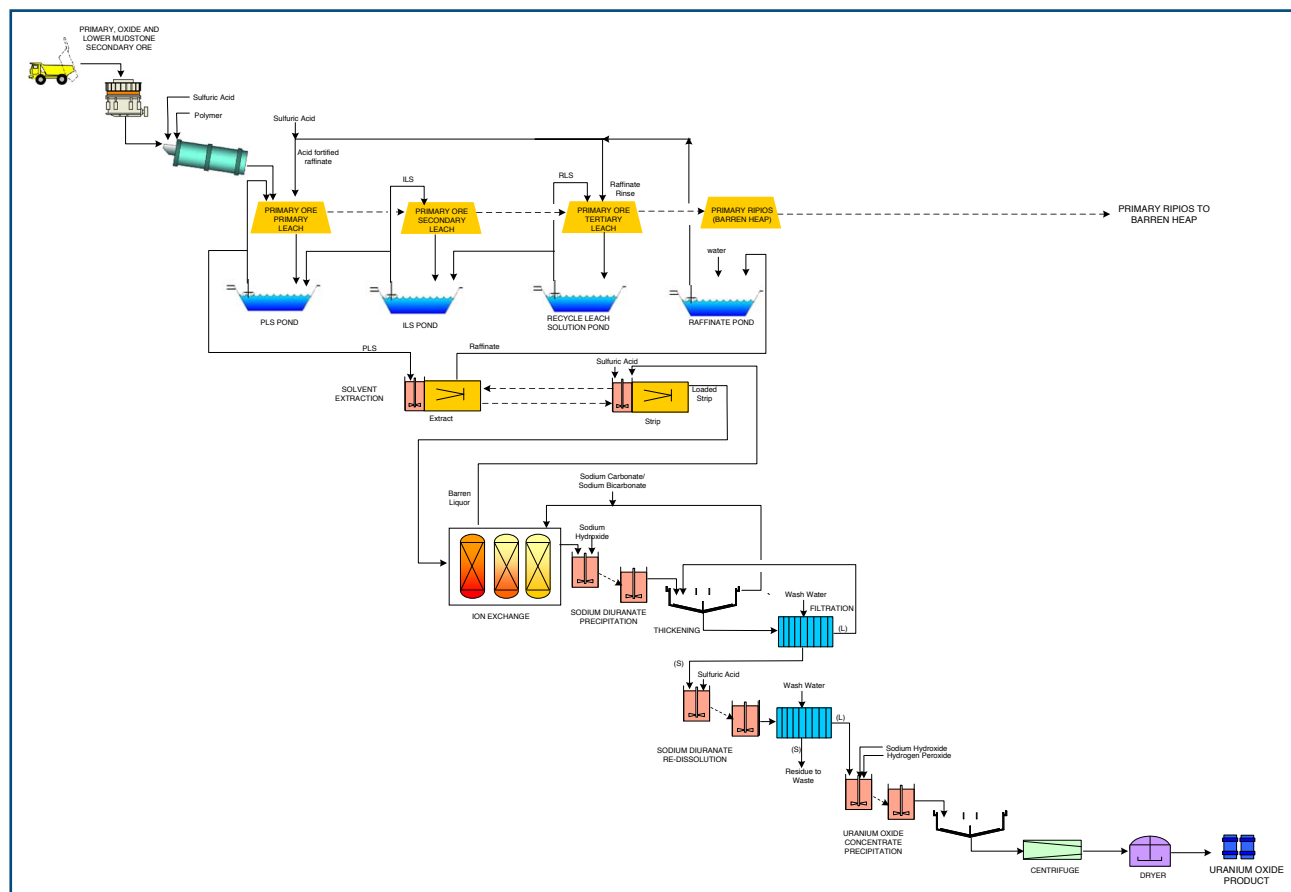 PRIMARY, OXIDE AND
LOWER MUDSTONE
SECONDARY ORE
Sulfuric Acid
Polymer
Sulfuric Acid
Acid fortified
raffinate
ILS
RLS
Raffinate
Rinse
PRIMARY ORE
PRIMARY
LEACH
PRIMARY ORE
SECONDARY
LEACH
PRIMARY ORE
TERTIARY
LEACH
PRIMARY RIPIOS
(BARREN HEAP)
PRIMARY RIPIOS TO
BARREN HEAP
water
PLS POND
ILS POND
RECYCLE LEACH
SOLUTION POND
RAFFINATE POND
PLS
Raffinate
Sulfuric Acid
SOLVENT
EXTRACTION
Loaded
Strip
Extract
Strip
Sodium Carbonate/
Sodium Bicarbonate
Barren
Liquor
Sodium
Hydroxide
Wash Water
FILTRATION
ION EXCHANGE
SODIUM DIURANATE
PRECIPITATION
THICKENING
(L)
(S)
Sulfuric Acid
Wash Water
(L)
SODIUM DIURANATE
RE-DISSOLUTION
(S)
Residue to
Waste
Sodium Hydroxide
Hydrogen Peroxide
URANIUM OXIDE
CONCENTRATE
PRECIPITATION
CENTRIFUGE
DRYER
URANIUM OXIDE
PRODUCT